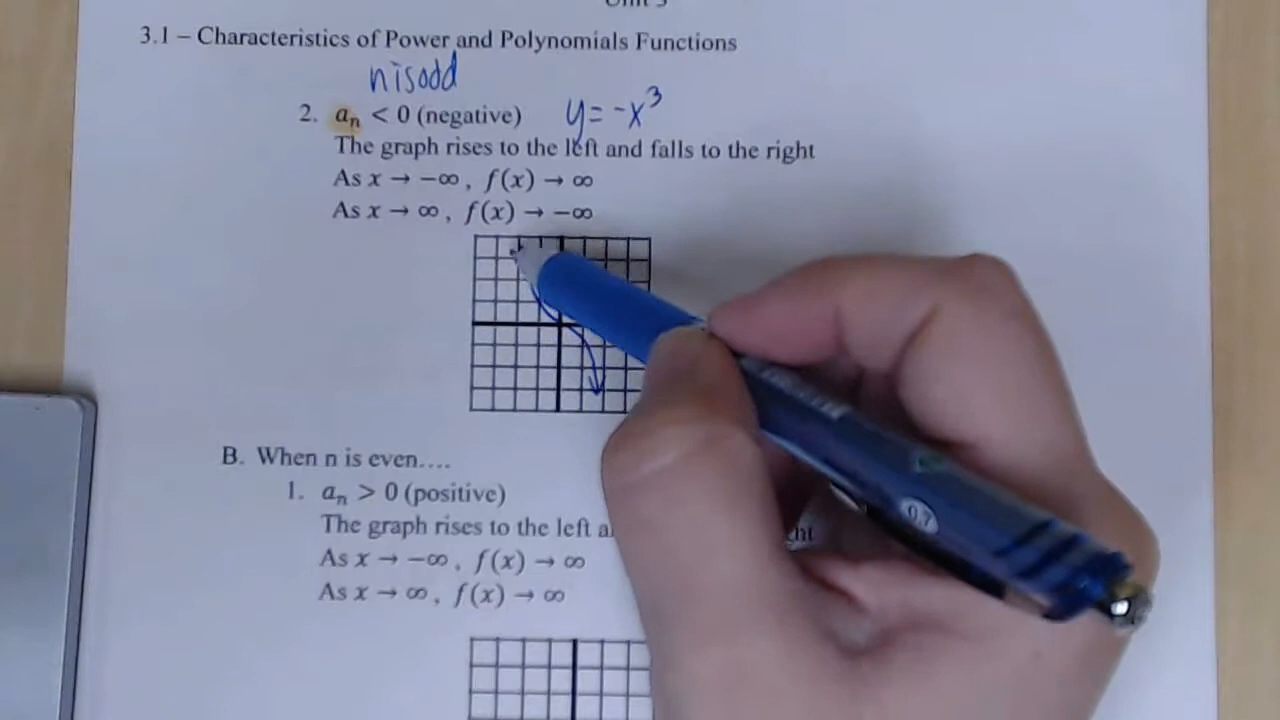 3.1 – Characteristics of Power and Polynomials Functions
n is odd
2. aₙ < 0 (negative) y = -x³
The graph rises to the left and falls to the right
As x → −∞, f(x) → ∞
As x → ∞, f(x) → −∞
B. When n is even….
1. aₙ > 0 (positive)
The graph rises to the left
As x → −∞, f(x) → ∞
As x → ∞, f(x) → ∞
0.7